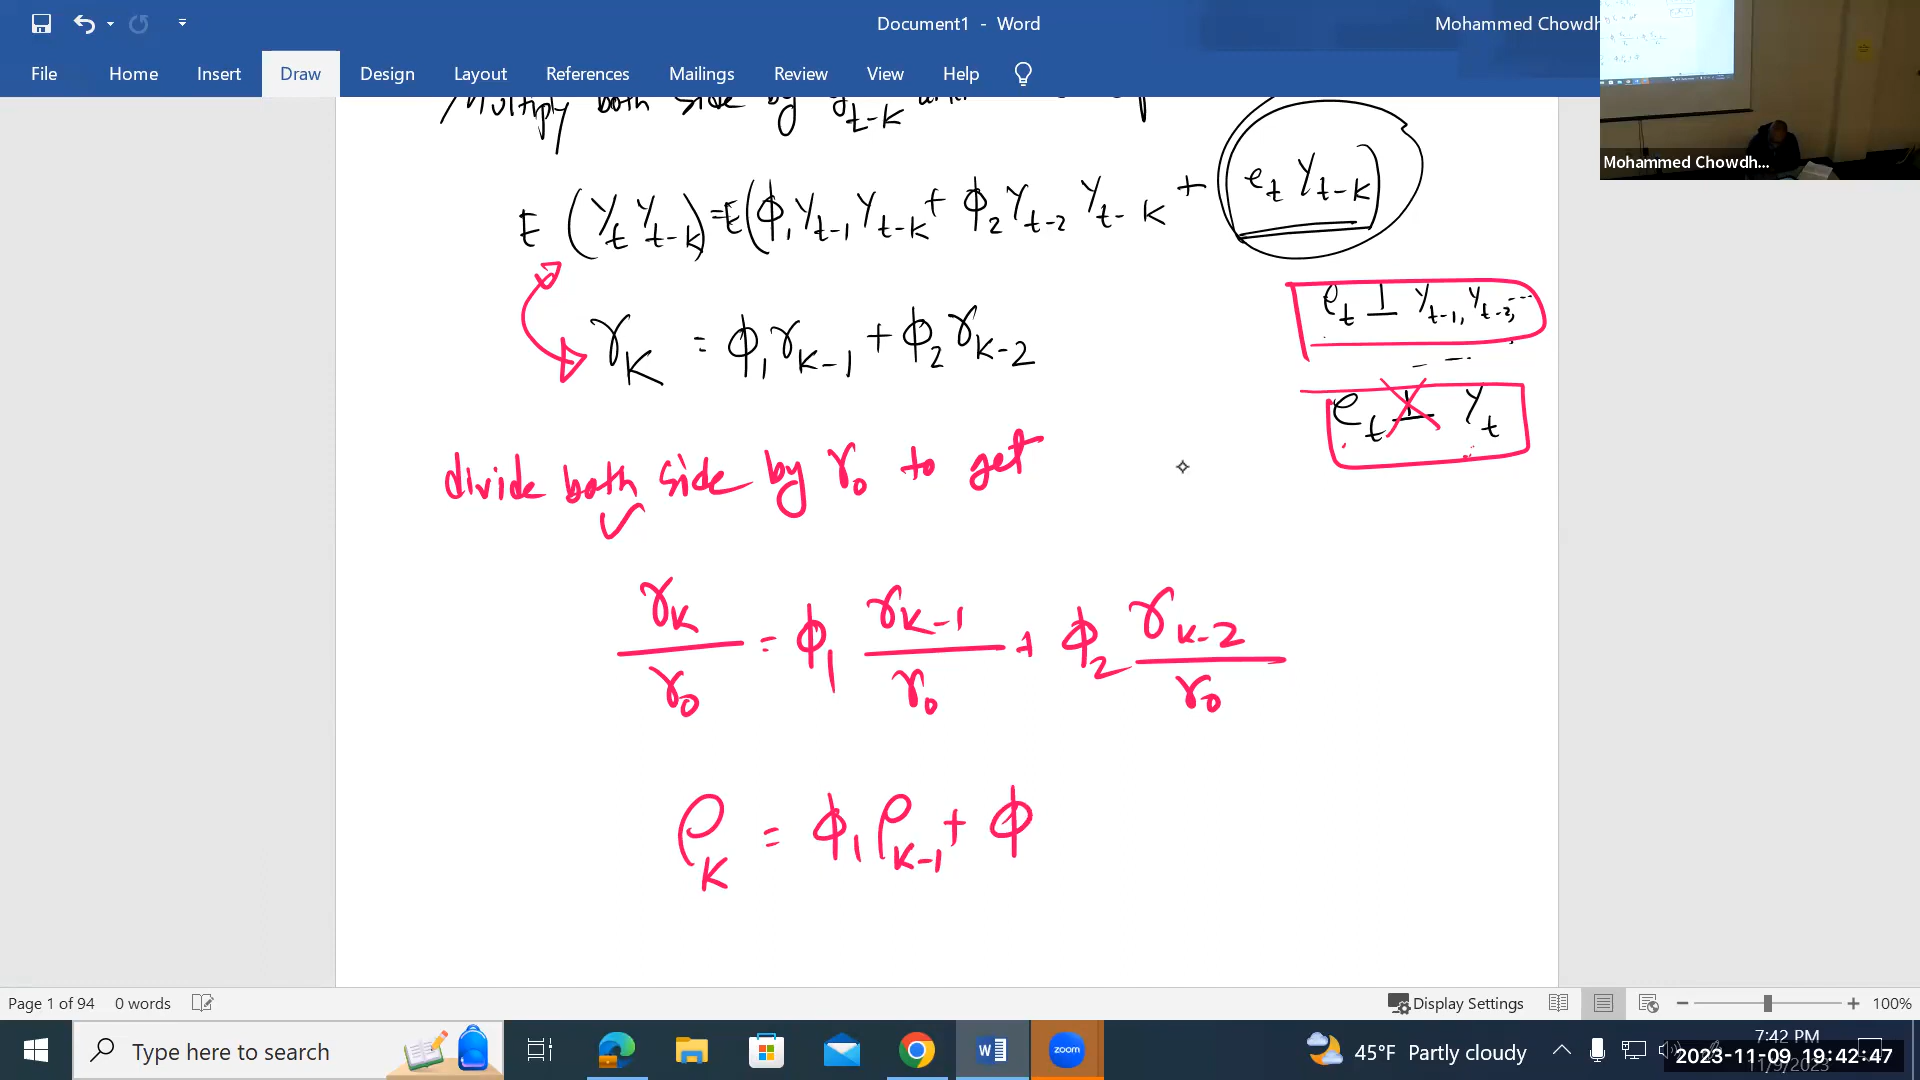 Document1 - Word
Mohammed Chowdh
File Home Insert Draw Design Layout References Mailings Review View Help
Multiply both side by Y_{t-k}
E (Y_t Y_{t-k}) = E(ϕ_1 Y_{t-1} Y_{t-k} + ϕ_2 Y_{t-2} Y_{t-k} + e_t Y_{t-k})
e_t ⊥ Y_{t-1}, Y_{t-2}, ---
γ_k = ϕ_1 γ_{k-1} + ϕ_2 γ_{k-2}
e_t ⊥ Y_t
divide both side by γ_0 to get
γ_k / γ_0 = ϕ_1 γ_{k-1} / γ_0 + ϕ_2 γ_{k-2} / γ_0
ρ_k = ϕ_1 ρ_{k-1} + ϕ
Mohammed Chowdh...
Page 1 of 94 0 words Display Settings 100%
Type here to search W zoom 45°F Partly cloudy 7:42 PM
2023-11-09 19:42:47
11/9/2023